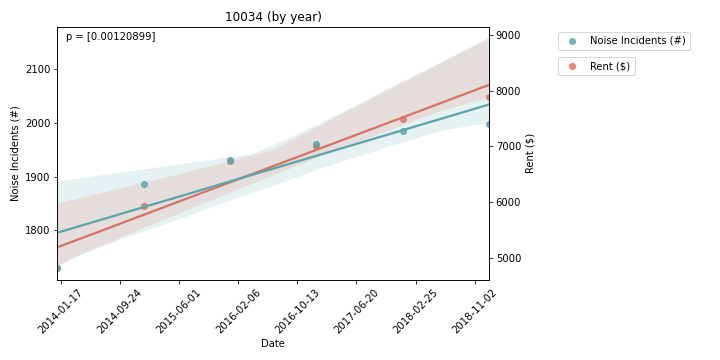 10034 (by year)
p = [0.00120899]
Noise Incidents (#)
Rent ($)
2100
2000
1900
1800
9000
8000
7000
6000
5000
Noise Incidents (#)
Rent ($)
2014-01-17
2014-09-24
2015-06-01
2016-02-06
2016-10-13
2017-06-20
2018-02-25
2018-11-02
Date